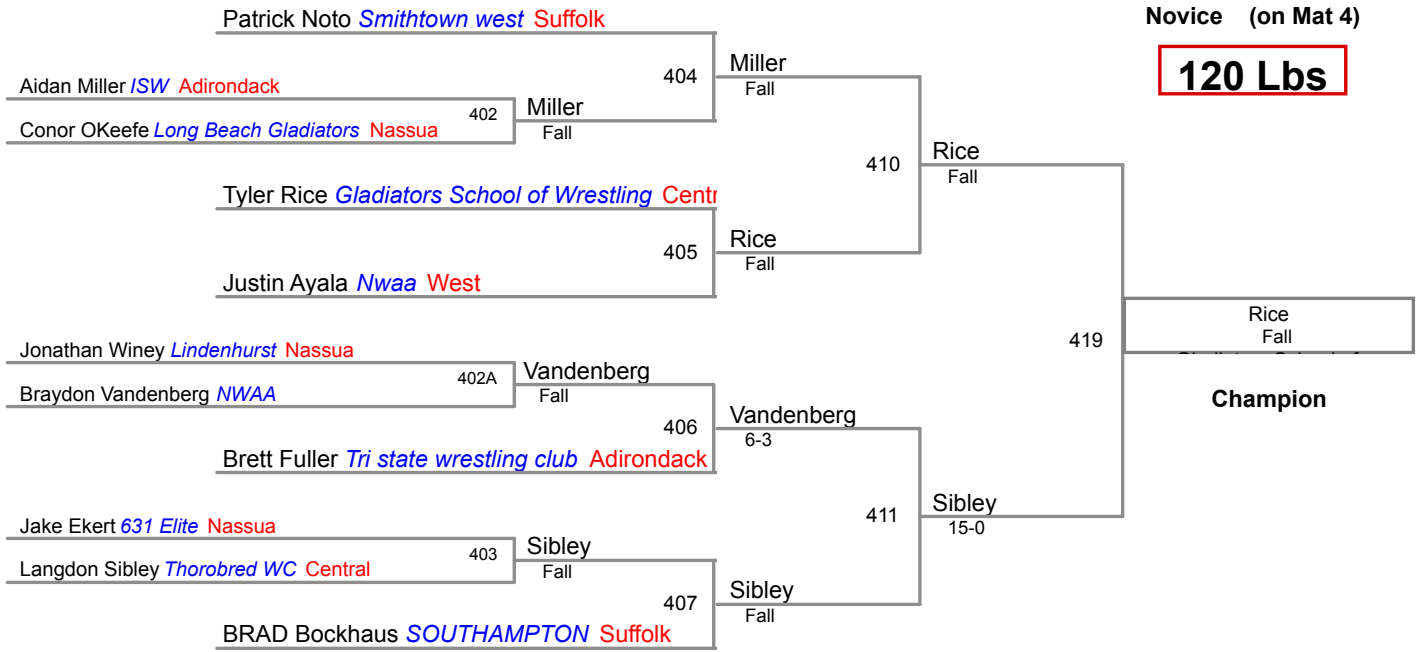 Patrick Noto Smithtown west Suffolk
Novice (on Mat 4)
120 Lbs
404
Miller
Fall
Aidan Miller ISW Adirondack
402
Miller
Fall
Conor OKeefe Long Beach Gladiators Nassua
410
Rice
Fall
Tyler Rice Gladiators School of Wrestling Centr
405
Rice
Fall
Justin Ayala Nwaa West
419
Rice
Fall
Champion
Jonathan Winey Lindenhurst Nassua
402A
Vandenberg
Fall
Braydon Vandenberg NWAA
406
Vandenberg
6-3
Brett Fuller Tri state wrestling club Adirondack
411
Sibley
15-0
Jake Ekert 631 Elite Nassua
403
Sibley
Fall
Langdon Sibley Thorobred WC Central
407
Sibley
Fall
BRAD Bockhaus SOUTHAMPTON Suffolk